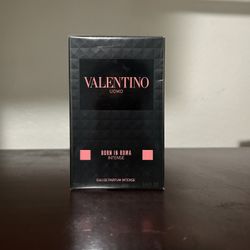 VALENTINO
UOMO
BORN IN ROMA
INTENSE
EAU DE PARFUM INTENSE